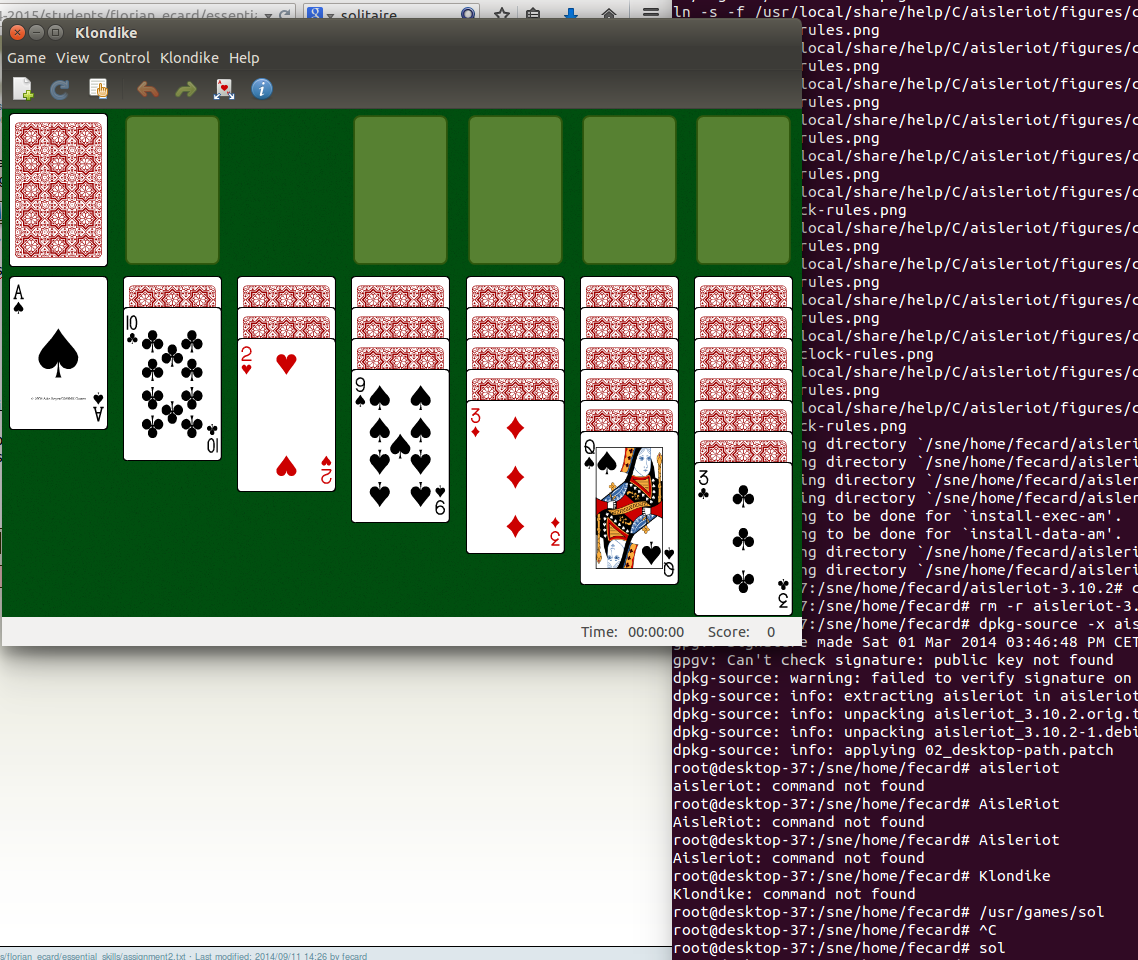 l-2015/students/florian_ecard/essenti
solitaire
Klondike
Game View Control Klondike Help
A
A
10
10
2
2
9
9
3
3
Q
Q
3
3
Time: 00:00:00 Score: 0
ln -s -f /usr/local/share/help/C/aisleriot/figures/
rules.png
local/share/help/C/aisleriot/figures/
rules.png
local/share/help/C/aisleriot/figures/
rules.png
local/share/help/C/aisleriot/figures/
rules.png
local/share/help/C/aisleriot/figures/
rules.png
local/share/help/C/aisleriot/figures/
ck-rules.png
local/share/help/C/aisleriot/figures/
rules.png
local/share/help/C/aisleriot/figures/
rules.png
local/share/help/C/aisleriot/figures/
rules.png
local/share/help/C/aisleriot/figures/
clock-rules.png
local/share/help/C/aisleriot/figures/
rules.png
local/share/help/C/aisleriot/figures/
ck-rules.png
ng directory `/sne/home/fecard/aisleri
ng directory `/sne/home/fecard/aisler
ing directory `/sne/home/fecard/aisler
ing directory `/sne/home/fecard/aisler
ng to be done for `install-exec-am'.
ng to be done for `install-data-am'.
ng directory `/sne/home/fecard/aisleri
ng directory `/sne/home/fecard/aisleri
7:/sne/home/fecard/aisleriot-3.10.2# c
7:/sne/home/fecard# rm -r aisleriot-3.
7:/sne/home/fecard# dpkg-source -x ais
gpgv: Signature made Sat 01 Mar 2014 03:46:48 PM CET
gpgv: Can't check signature: public key not found
dpkg-source: warning: failed to verify signature on
dpkg-source: info: extracting aisleriot in aisleriot
dpkg-source: info: unpacking aisleriot_3.10.2.orig.t
dpkg-source: info: unpacking aisleriot_3.10.2-1.debi
dpkg-source: info: applying 02_desktop-path.patch
root@desktop-37:/sne/home/fecard# aisleriot
aisleriot: command not found
root@desktop-37:/sne/home/fecard# AisleRiot
AisleRiot: command not found
root@desktop-37:/sne/home/fecard# Aisleriot
Aisleriot: command not found
root@desktop-37:/sne/home/fecard# Klondike
Klondike: command not found
root@desktop-37:/sne/home/fecard# /usr/games/sol
root@desktop-37:/sne/home/fecard# ^C
root@desktop-37:/sne/home/fecard# sol
s/florian_ecard/essential_skills/assignment2.txt · Last modified: 2014/09/11 14:26 by fecard